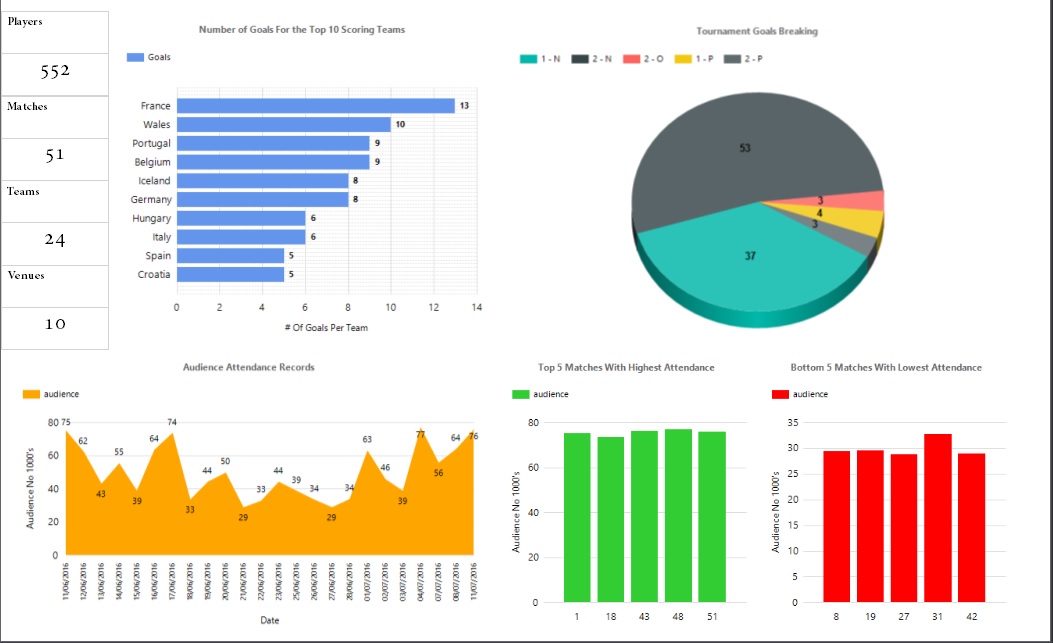 Players
552
Matches
51
Teams
24
Venues
10
Number of Goals For the Top 10 Scoring Teams
Goals
France 13
Wales 10
Portugal 9
Belgium 9
Iceland 8
Germany 8
Hungary 6
Italy 6
Spain 5
Croatia 5
0 2 4 6 8 10 12 14
# Of Goals Per Team
Tournament Goals Breaking
1 - N 2 - N 2 - O 1 - P 2 - P
53
3
4
3
37
Audience Attendance Records
audience
Audience No 1000's
80
60
40
20
0
75 62 43 55 39 64 74 33 44 50 29 33 44 39 34 29 34 63 46 39 77 56 64 76
11/06/2016 12/06/2016 13/06/2016 14/06/2016 15/06/2016 16/06/2016 17/06/2016 18/06/2016 19/06/2016 20/06/2016 21/06/2016 22/06/2016 23/06/2016 25/06/2016 26/06/2016 27/06/2016 28/06/2016 01/07/2016 02/07/2016 03/07/2016 04/07/2016 07/07/2016 08/07/2016 11/07/2016
Date
Top 5 Matches With Highest Attendance
audience
Audience No 1000's
80
60
40
20
0
1 18 43 48 51
Bottom 5 Matches With Lowest Attendance
audience
Audience No 1000's
35
30
25
20
15
10
5
0
8 19 27 31 42